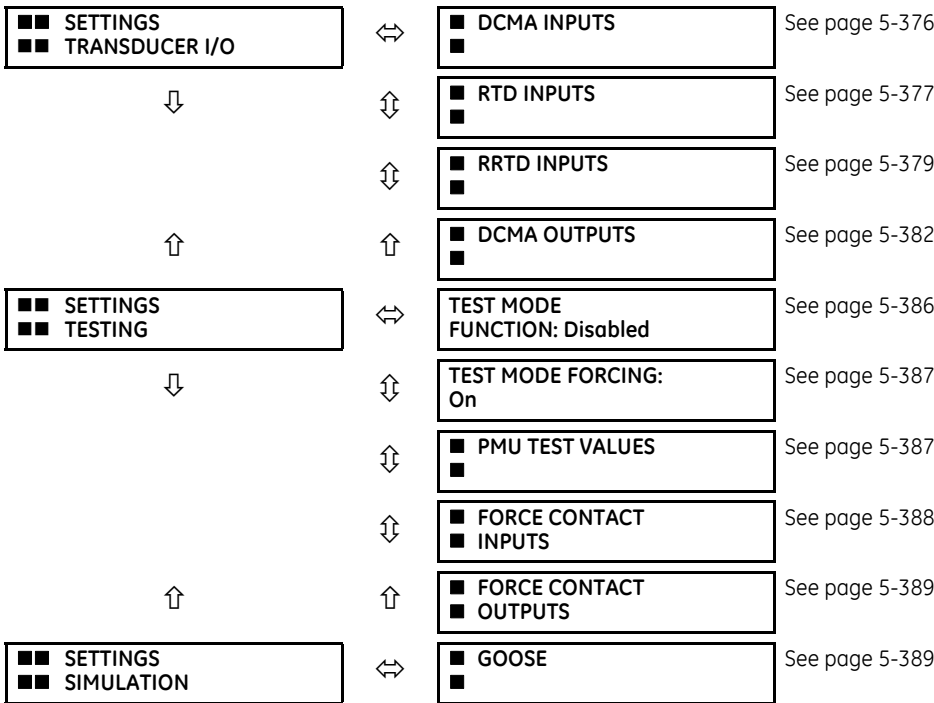 ■■ SETTINGS
■■ TRANSDUCER I/O
■ DCMA INPUTS
■
See page 5-376
■ RTD INPUTS
■
See page 5-377
■ RRTD INPUTS
■
See page 5-379
■ DCMA OUTPUTS
■
See page 5-382
■■ SETTINGS
■■ TESTING
TEST MODE
FUNCTION: Disabled
See page 5-386
TEST MODE FORCING:
On
See page 5-387
■ PMU TEST VALUES
■
See page 5-387
■ FORCE CONTACT
■ INPUTS
See page 5-388
■ FORCE CONTACT
■ OUTPUTS
See page 5-389
■■ SETTINGS
■■ SIMULATION
■ GOOSE
■
See page 5-389